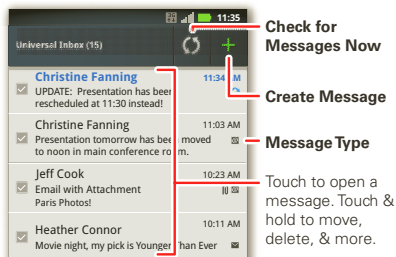 11:35
Universal Inbox (15)
Check for
Messages Now
Create Message
Christine Fanning 11:34 AM
UPDATE: Presentation has been
rescheduled at 11:30 instead!
Christine Fanning 11:03 AM
Presentation tomorrow has been moved
to noon in main conference room.
Message Type
Jeff Cook 10:23 AM
Email with Attachment
Paris Photos!
Touch to open a
message. Touch &
hold to move,
delete, & more.
Heather Connor 10:11 AM
Movie night, my pick is Younger Than Ever